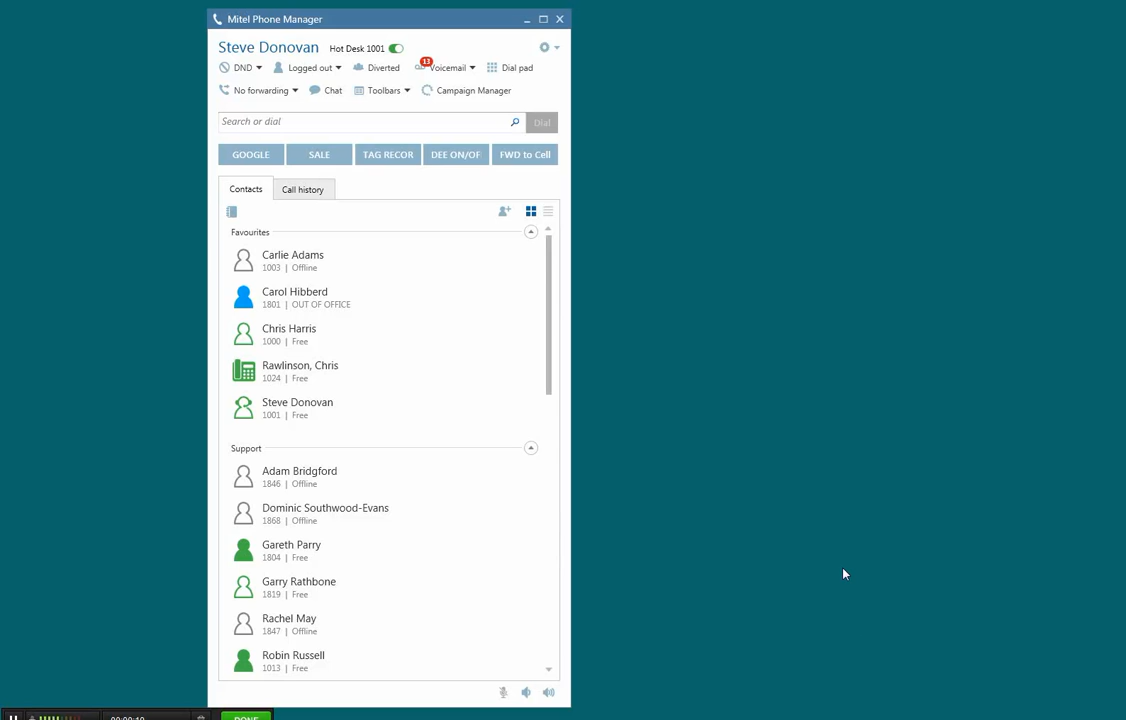 Mitel Phone Manager
Steve Donovan Hot Desk 1001
DND Logged out Diverted 13 Voicemail Dial pad
No forwarding Chat Toolbars Campaign Manager
Search or dial Dial
GOOGLE SALE TAG RECOR DEE ON/OF FWD to Cell
Contacts Call history
Favourites
Carlie Adams
1003 | Offline
Carol Hibberd
1801 | OUT OF OFFICE
Chris Harris
1000 | Free
Rawlinson, Chris
1024 | Free
Steve Donovan
1001 | Free
Support
Adam Bridgford
1846 | Offline
Dominic Southwood-Evans
1868 | Offline
Gareth Parry
1804 | Free
Garry Rathbone
1819 | Free
Rachel May
1847 | Offline
Robin Russell
1013 | Free